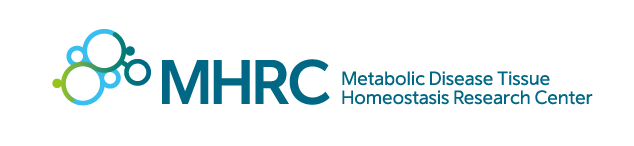 MHRC
Metabolic Disease Tissue
Homeostasis Research Center